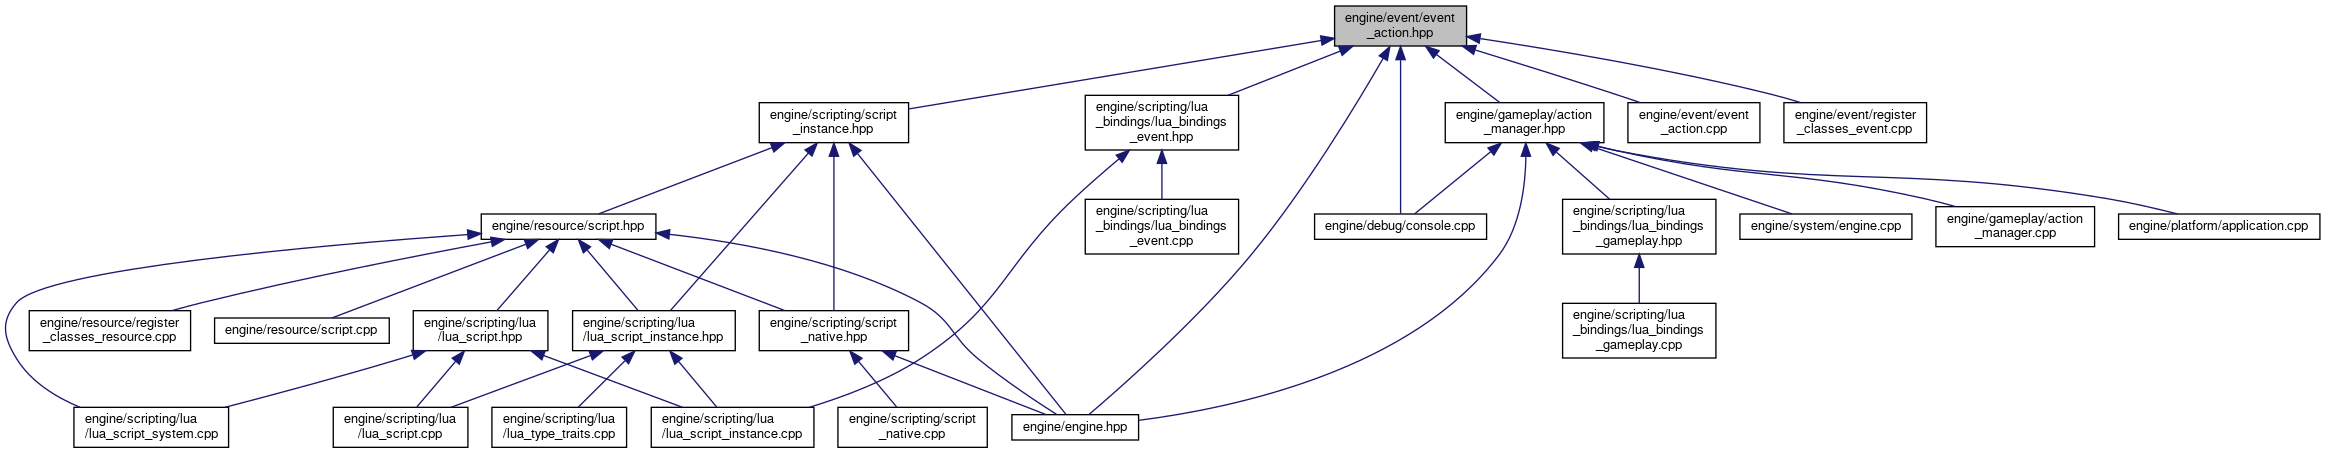 engine/event/event
_action.hpp
engine/scripting/script
_instance.hpp
engine/scripting/lua
_bindings/lua_bindings
_event.hpp
engine/gameplay/action
_manager.hpp
engine/event/event
_action.cpp
engine/event/register
_classes_event.cpp
engine/resource/script.hpp
engine/scripting/lua
_bindings/lua_bindings
_event.cpp
engine/debug/console.cpp
engine/scripting/lua
_bindings/lua_bindings
_gameplay.hpp
engine/system/engine.cpp
engine/gameplay/action
_manager.cpp
engine/platform/application.cpp
engine/resource/register
_classes_resource.cpp
engine/resource/script.cpp
engine/scripting/lua
/lua_script.hpp
engine/scripting/lua
/lua_script_instance.hpp
engine/scripting/script
_native.hpp
engine/scripting/lua
_bindings/lua_bindings
_gameplay.cpp
engine/scripting/lua
/lua_script_system.cpp
engine/scripting/lua
/lua_script.cpp
engine/scripting/lua
/lua_type_traits.cpp
engine/scripting/lua
/lua_script_instance.cpp
engine/scripting/script
_native.cpp
engine/engine.hpp